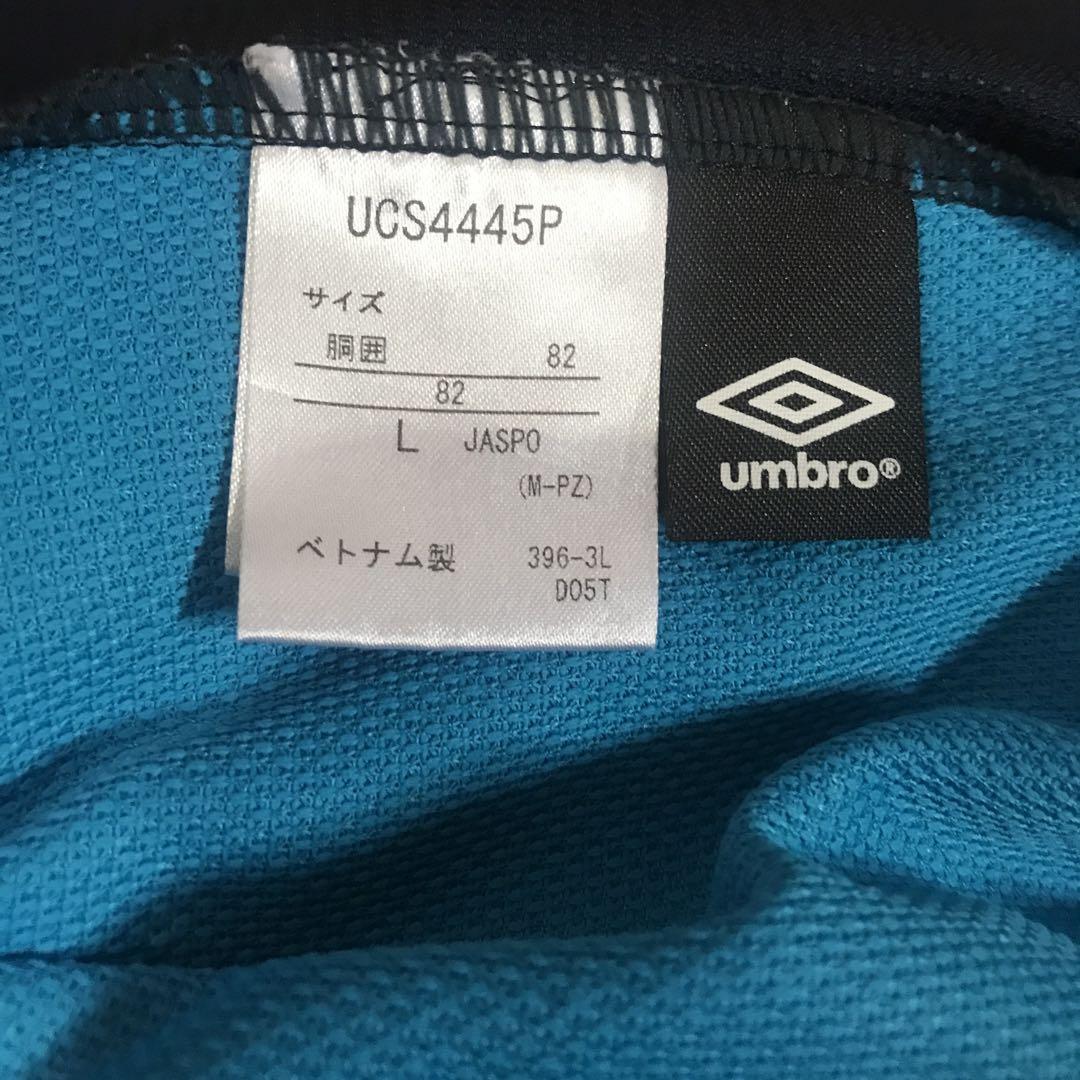 UCS4445P
サイズ
胴囲 82
82
L JASPO
(M-PZ)
ベトナム製 396-3L
D05T
umbro®